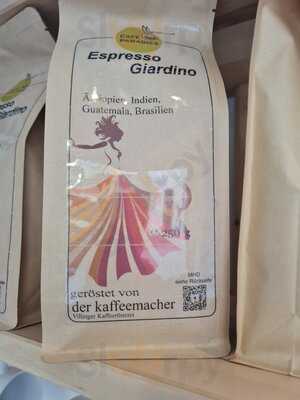 CAFÉ
PARADIES
Espresso
Giardino
Äthiopien, Indien,
Guatemala, Brasilien
250 g
MHD
siehe Rückseite
geröstet von
der kaffeemacher
Villinger Kaffeerösterei